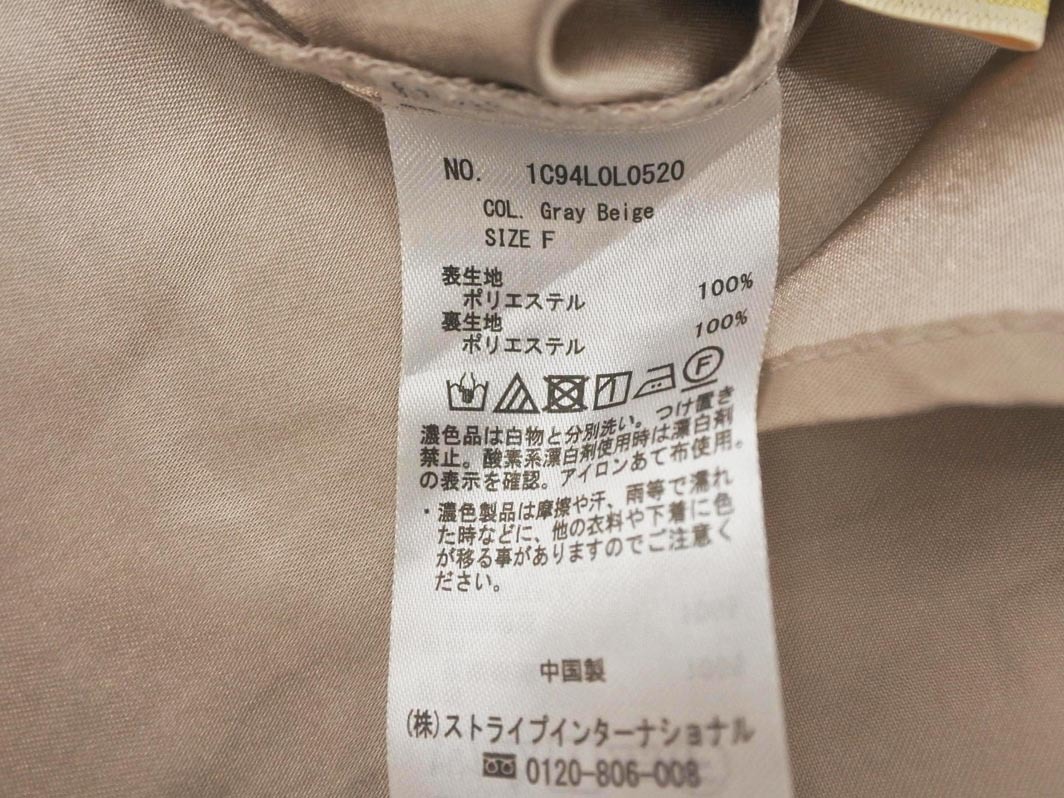 NO. 1C94L0L0520
COL. Gray Beige
SIZE F
表生地
ポリエステル 100%
裏生地
ポリエステル 100%
F
濃色品は白物と分別洗い。つけ置き
禁止。酸素系漂白剤使用時は漂白剤
の表示を確認。アイロンあて布使用。
・濃色製品は摩擦や汗、雨等で濡れ
た時などに、他の衣料や下着に色
が移る事がありますのでご注意く
ださい。
中国製
(株)ストライプインターナショナル
0120-806-008